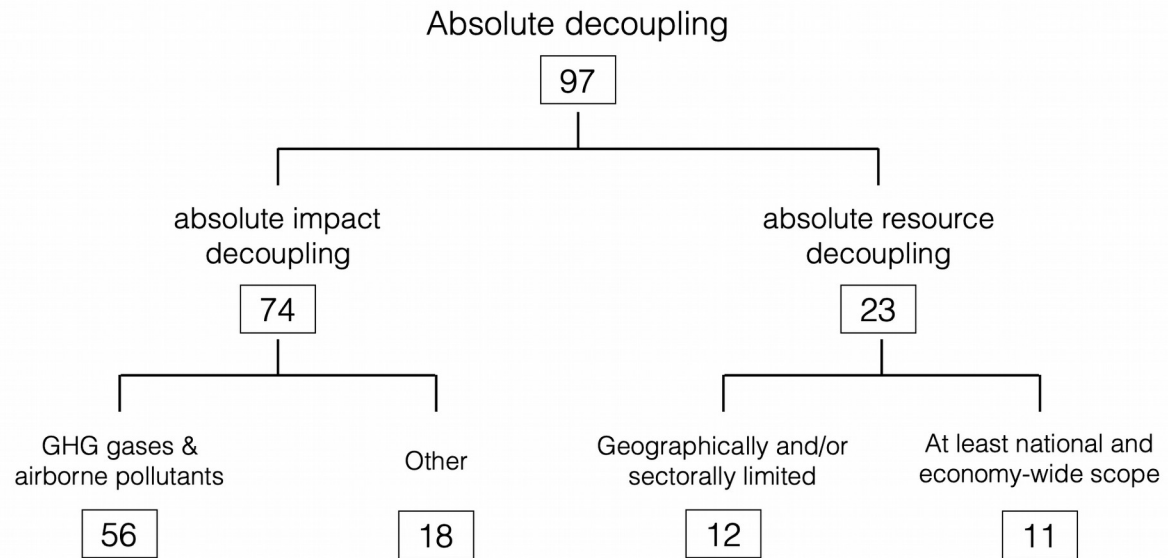 Absolute decoupling
97
absolute impact
decoupling
74
absolute resource
decoupling
23
GHG gases &
airborne pollutants
56
Other
18
Geographically and/or
sectorally limited
12
At least national and
economy-wide scope
11